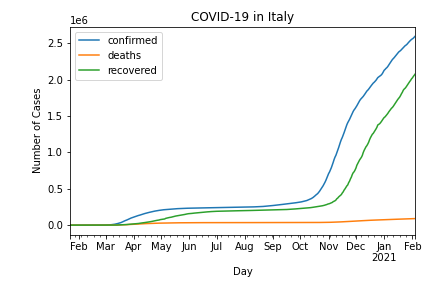 COVID-19 in Italy
1e6
confirmed
deaths
recovered
Number of Cases
2.5
2.0
1.5
1.0
0.5
0.0
Feb Mar Apr May Jun Jul Aug Sep Oct Nov Dec Jan Feb
2021
Day